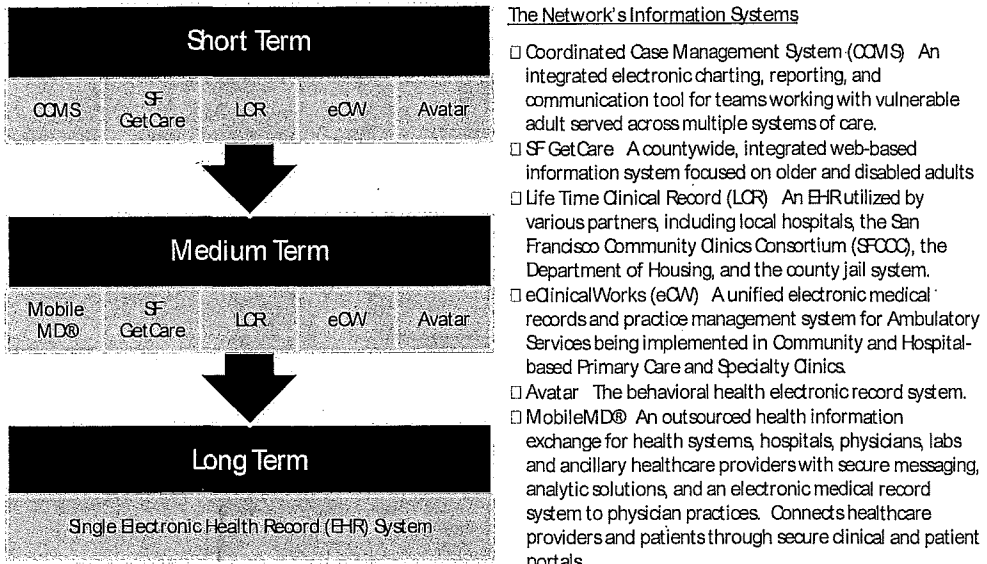 Short Term
CCMS
SF
GetCare
LCR
eCW
Avatar
Medium Term
Mobile
MD®
SF
GetCare
LCR
eCW
Avatar
Long Term
Single Electronic Health Record (EHR) System
The Network's Information Systems
□ Coordinated Case Management System (CCMS) An
integrated electronic charting, reporting, and
communication tool for teams working with vulnerable
adult served across multiple systems of care.
□ SF GetCare A countywide, integrated web-based
information system focused on older and disabled adults
□ Life Time Clinical Record (LCR) An EHR utilized by
various partners, including local hospitals, the San
Francisco Community Clinics Consortium (SFCCC), the
Department of Housing, and the county jail system.
□ eClinicalWorks (eCW) A unified electronic medical
records and practice management system for Ambulatory
Services being implemented in Community and Hospital-
based Primary Care and Specialty Clinics.
□ Avatar The behavioral health electronic record system.
□ MobileMD® An outsourced health information
exchange for health systems, hospitals, physicians, labs
and ancillary healthcare providers with secure messaging,
analytic solutions, and an electronic medical record
system to physician practices. Connects healthcare
providers and patients through secure clinical and patient
portals